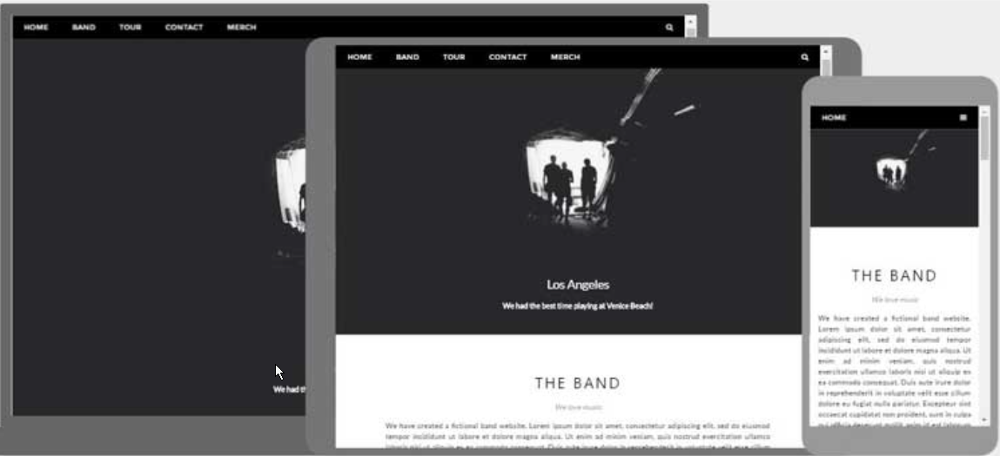 HOME BAND TOUR CONTACT MERCH
We had t
HOME BAND TOUR CONTACT MERCH
Los Angeles
We had the best time playing at Venice Beach!
THE BAND
We love music
We have created a fictional band website. Lorem ipsum dolor sit amet, consectetur adipiscing elit, sed do eiusmod
tempor incididunt ut labore et dolore magna aliqua. Ut enim ad minim veniam, quis nostrud exercitation ullamco
HOME
THE BAND
We love music
We have created a fictional band website.
Lorem ipsum dolor sit amet, consectetur
adipiscing elit, sed do eiusmod tempor
incididunt ut labore et dolore magna aliqua. Ut
enim ad minim veniam, quis nostrud
exercitation ullamco laboris nisi ut aliquip ex
ea commodo consequat. Duis aute irure dolor
in reprehenderit in voluptate velit esse cillum
dolore eu fugiat nulla pariatur. Excepteur sint
occaecat cupidatat non proident, sunt in culpa